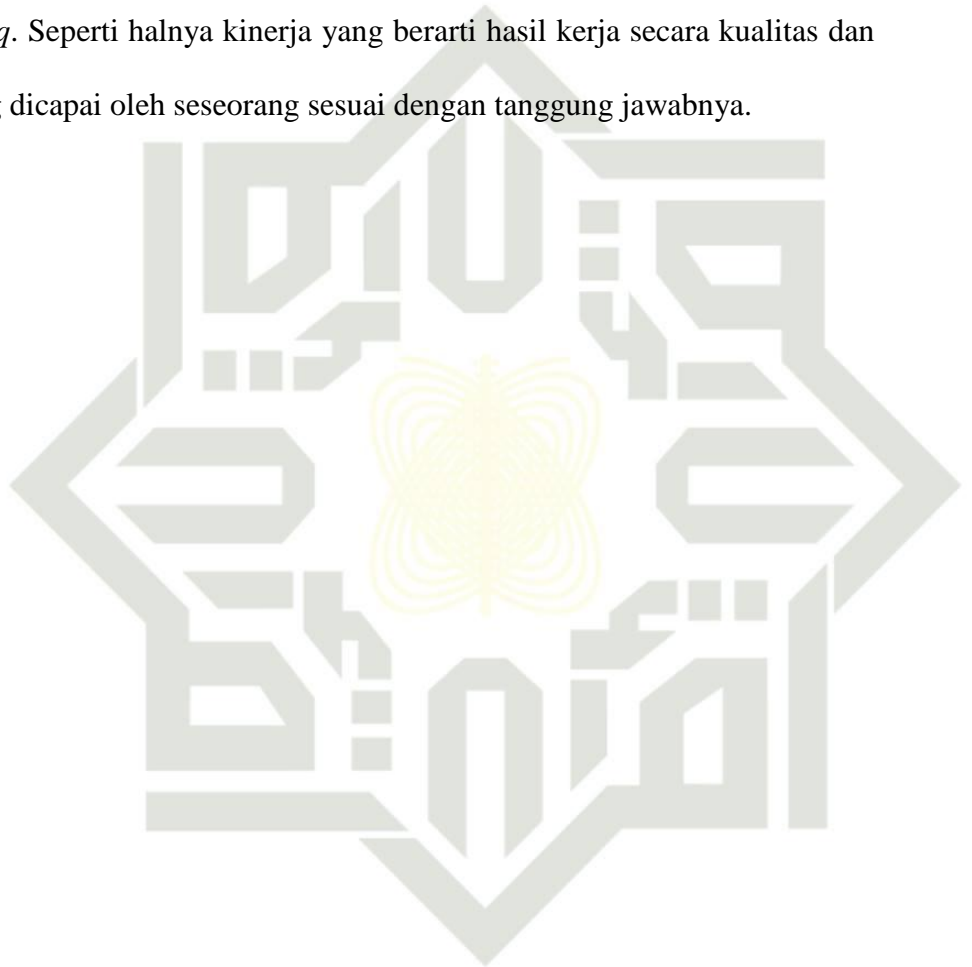 q. Seperti halnya kinerja yang berarti hasil kerja secara kualitas dan
dicapai oleh seseorang sesuai dengan tanggung jawabnya.